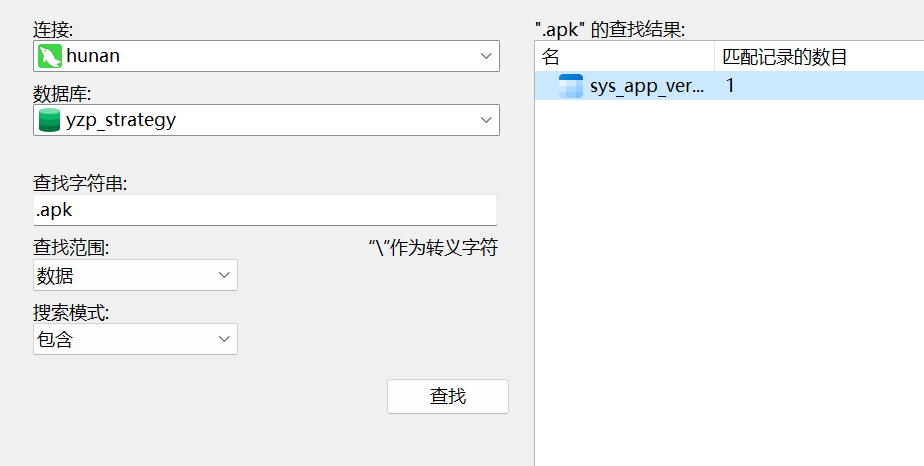 连接:
hunan
数据库:
yzp_strategy
查找字符串:
.apk
查找范围:
“\”作为转义字符
数据
搜索模式:
包含
查找
".apk" 的查找结果:
名 匹配记录的数目
sys_app_ver... 1